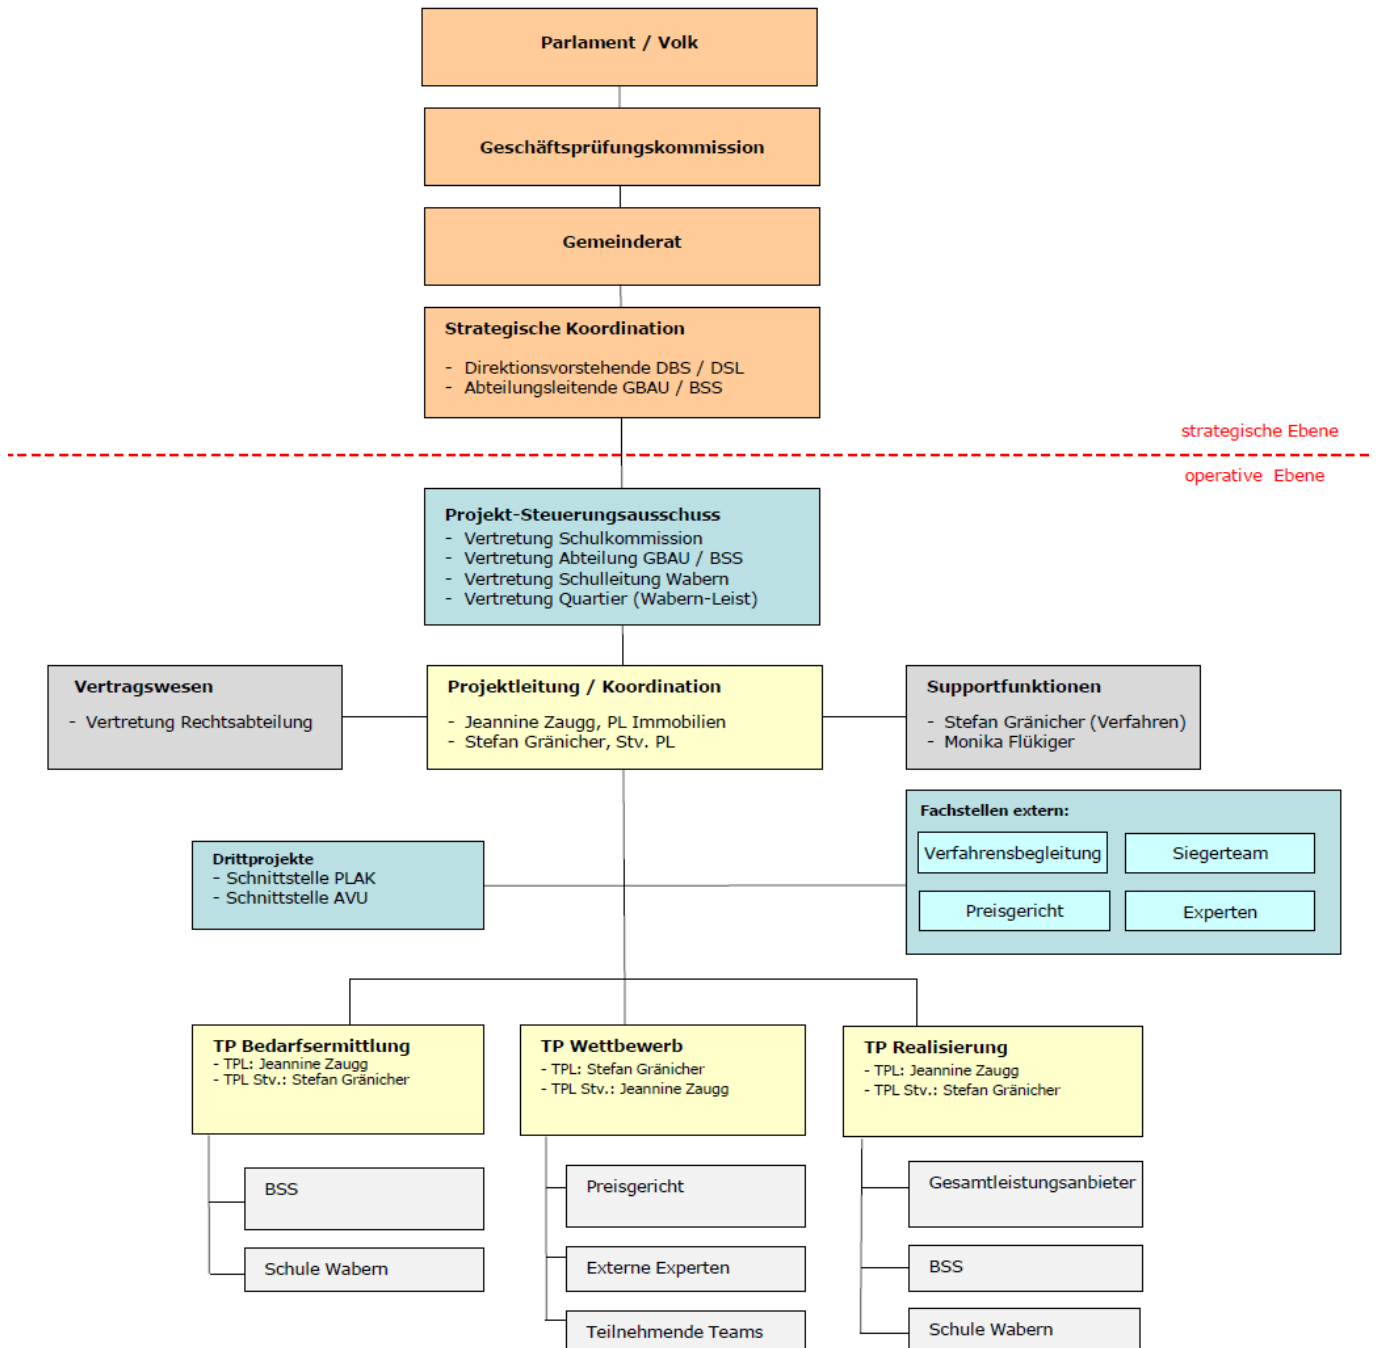 Parlament / Volk
Geschäftsprüfungskommission
Gemeinderat
Strategische Koordination
- Direktionsvorstehende DBS / DSL
- Abteilungsleitende GBAU / BSS
strategische Ebene
operative Ebene
Projekt-Steuerungsausschuss
- Vertretung Schulkommission
- Vertretung Abteilung GBAU / BSS
- Vertretung Schulleitung Wabern
- Vertretung Quartier (Wabern-Leist)
Vertragswesen
- Vertretung Rechtsabteilung
Projektleitung / Koordination
- Jeannine Zaugg, PL Immobilien
- Stefan Gränicher, Stv. PL
Supportfunktionen
- Stefan Gränicher (Verfahren)
- Monika Flükiger
Drittprojekte
- Schnittstelle PLAK
- Schnittstelle AVU
Fachstellen extern:
Verfahrensbegleitung
Siegerteam
Preisgericht
Experten
TP Bedarfsermittlung
- TPL: Jeannine Zaugg
- TPL Stv.: Stefan Gränicher
BSS
Schule Wabern
TP Wettbewerb
- TPL: Stefan Gränicher
- TPL Stv.: Jeannine Zaugg
Preisgericht
Externe Experten
Teilnehmende Teams
TP Realisierung
- TPL: Jeannine Zaugg
- TPL Stv.: Stefan Gränicher
Gesamtleistungsanbieter
BSS
Schule Wabern